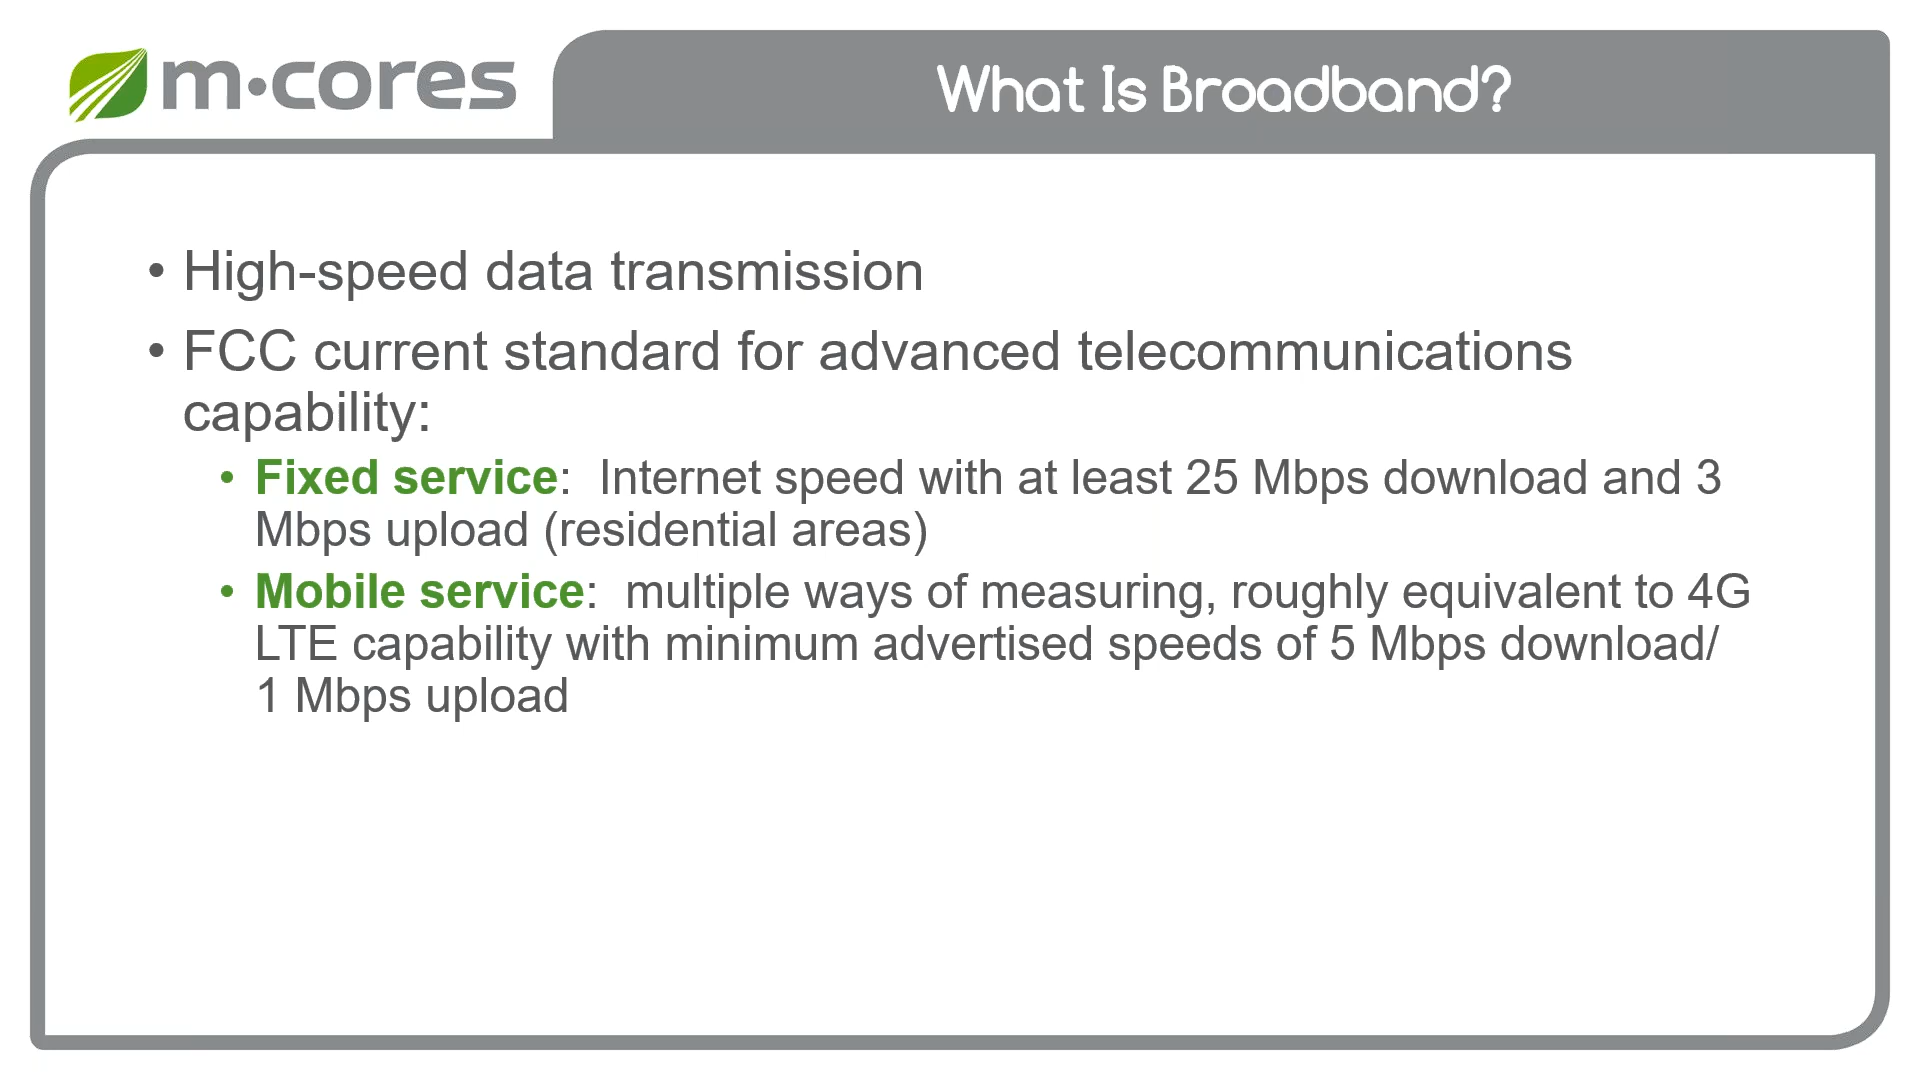 m•cores
What Is Broadband?
• High-speed data transmission
• FCC current standard for advanced telecommunications
capability:
• Fixed service:  Internet speed with at least 25 Mbps download and 3
Mbps upload (residential areas)
• Mobile service:  multiple ways of measuring, roughly equivalent to 4G
LTE capability with minimum advertised speeds of 5 Mbps download/
1 Mbps upload